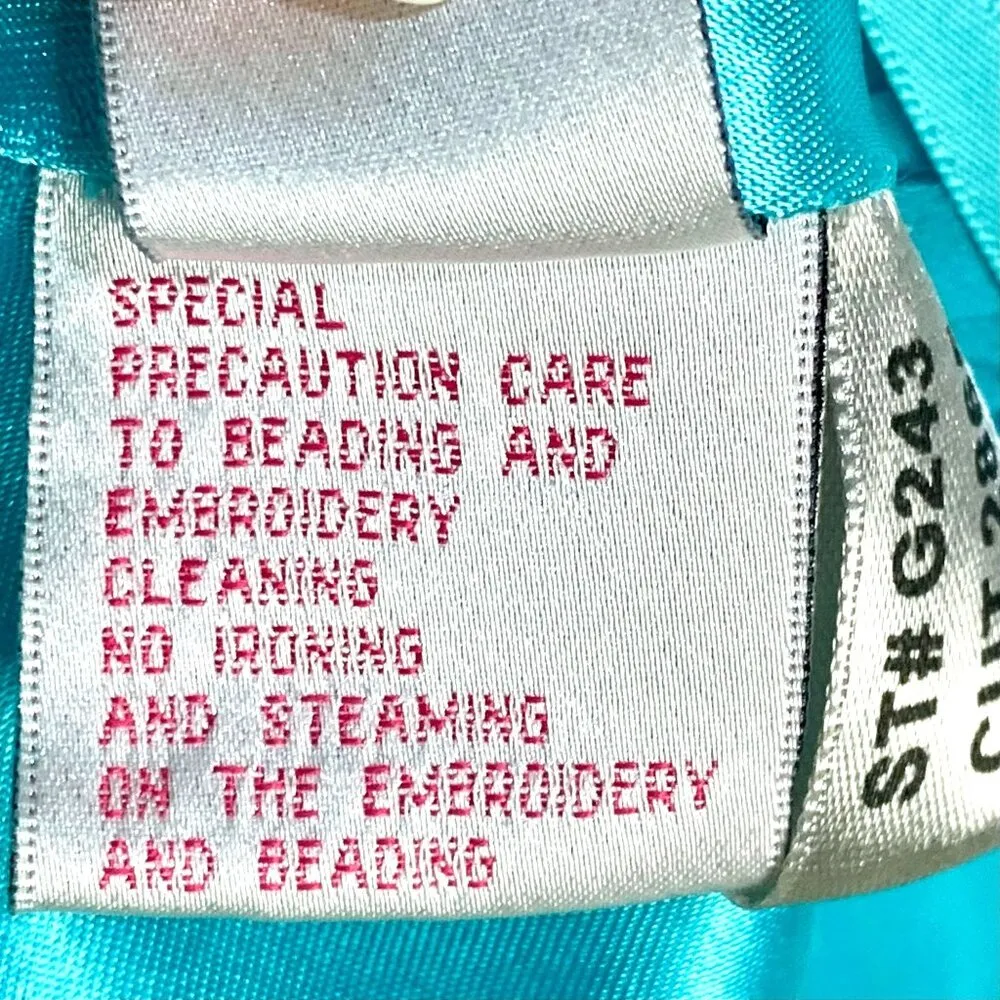 SPECIAL
PRECAUTION CARE
TO BEADING AND
EMBROIDERY
CLEANING
NO IRONING
AND STEAMING
ON THE EMBROIDERY
AND BEADING
ST# G243